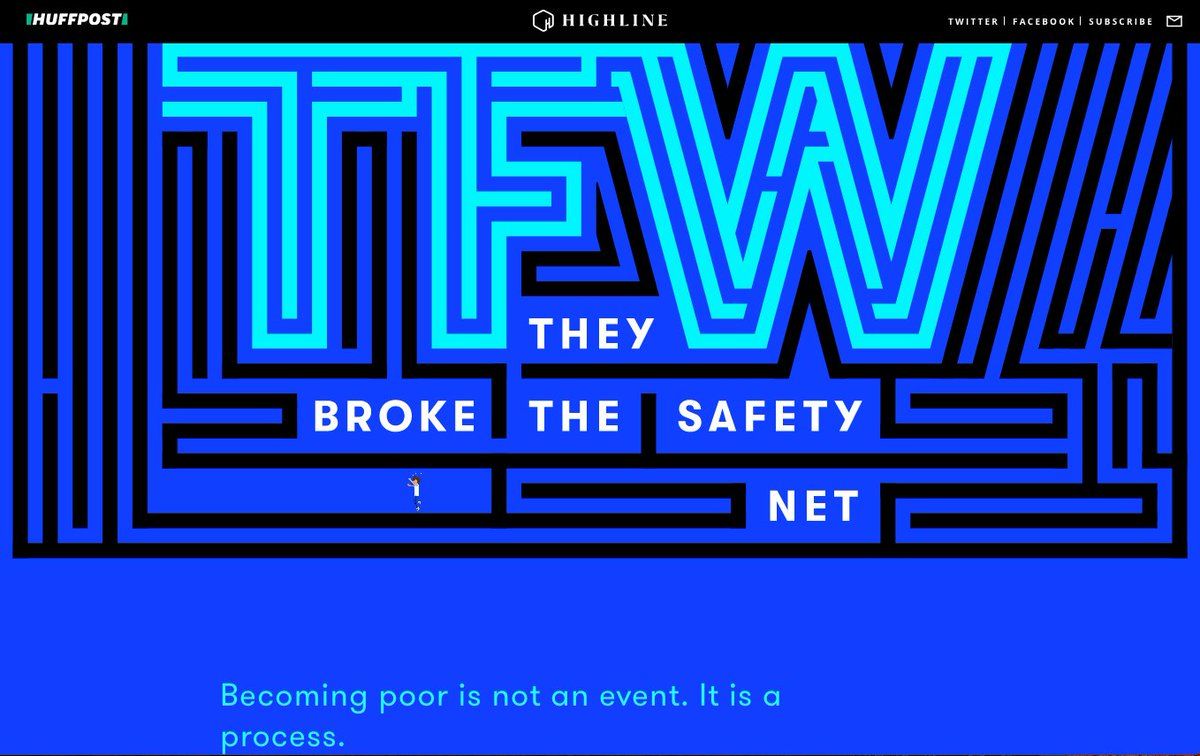 HUFFPOST
HIGHLINE
TWITTER | FACEBOOK | SUBSCRIBE
TFW
THEY
BROKE THE SAFETY
NET
Becoming poor is not an event. It is a
process.